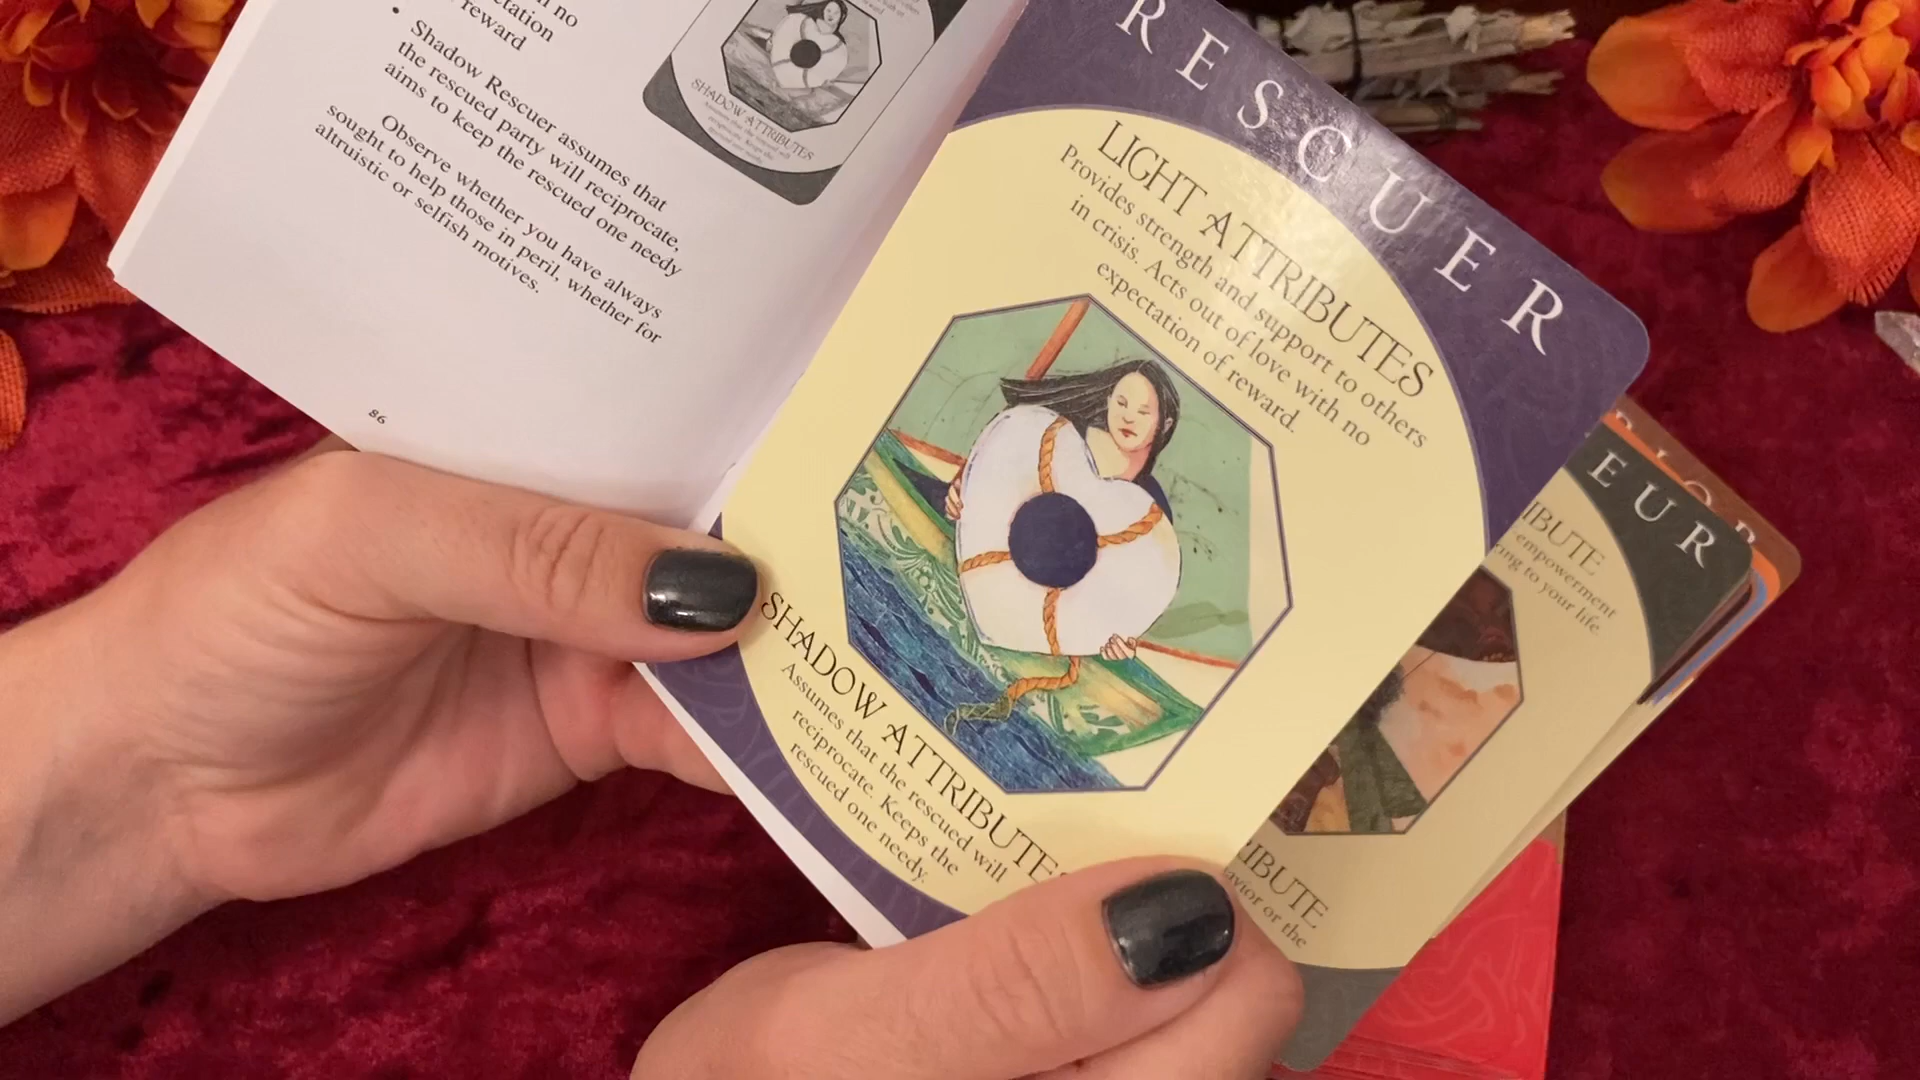 no
etation
reward
• Shadow Rescuer assumes that
the rescued party will reciprocate,
aims to keep the rescued one needy
Observe whether you have always
sought to help those in peril, whether for
altruistic or selfish motives.
86
SHADOW ATTRIBUTES
RESCUER
LIGHT ATTRIBUTES
Provides strength and support to others
in crisis. Acts out of love with no
expectation of reward.
SHADOW ATTRIBUTES
Assumes that the rescued will
reciprocate. Keeps the
rescued one needy.
EUR
IBUTE
empowerment
ing to your life.
RIBUTE
avior or the